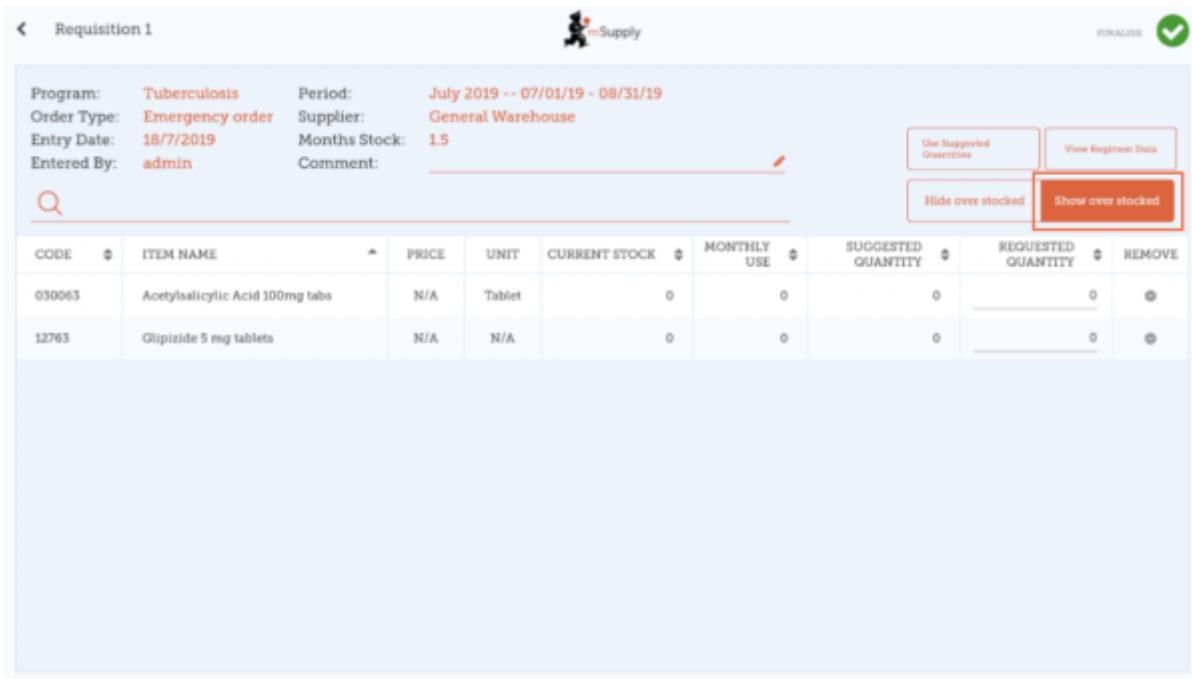 Requisition 1
mSupply
FINALISE
Program: Tuberculosis Period: July 2019 -- 07/01/19 - 08/31/19
Order Type: Emergency order Supplier: General Warehouse
Entry Date: 18/7/2019 Months Stock: 1.5
Entered By: admin Comment:
Use Suggested
Quantities
View Regimen Data
Hide over stocked Show over stocked
CODE ITEM NAME PRICE UNIT CURRENT STOCK MONTHLY USE SUGGESTED QUANTITY REQUESTED QUANTITY REMOVE
030063 Acetylsalicylic Acid 100mg tabs N/A Tablet 0 0 0 0
12763 Glipizide 5 mg tablets N/A N/A 0 0 0 0